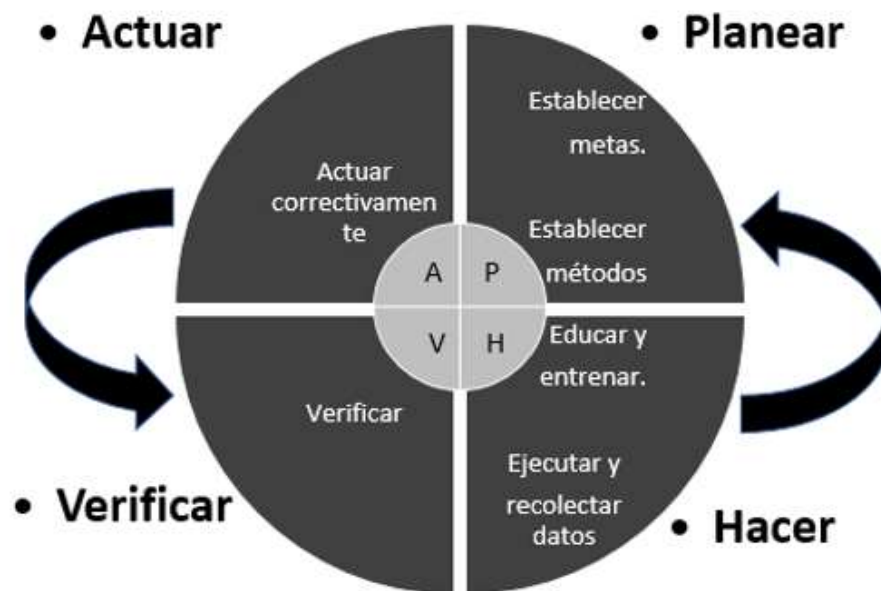 • Actuar
• Planear
Establecer
metas.
Actuar
correctivamen
te
Establecer
métodos
A
P
V
H
Educar y
entrenar.
Verificar
Ejecutar y
recolectar
datos
• Verificar
• Hacer